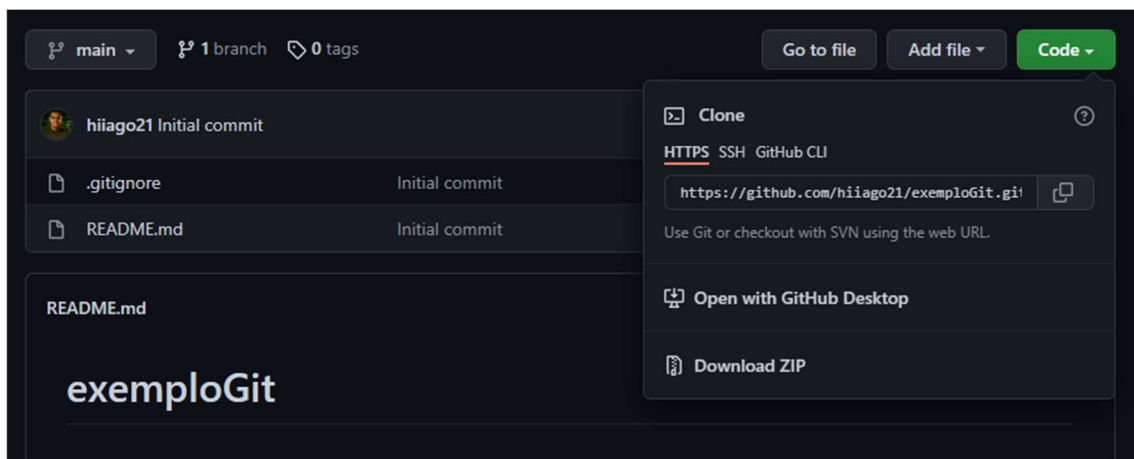 main 1 branch 0 tags Go to file Add file Code
hiiago21 Initial commit
.gitignore Initial commit
README.md Initial commit
README.md
exemploGit
Clone
HTTPS SSH GitHub CLI
https://github.com/hiiago21/exemploGit.git
Use Git or checkout with SVN using the web URL.
Open with GitHub Desktop
Download ZIP